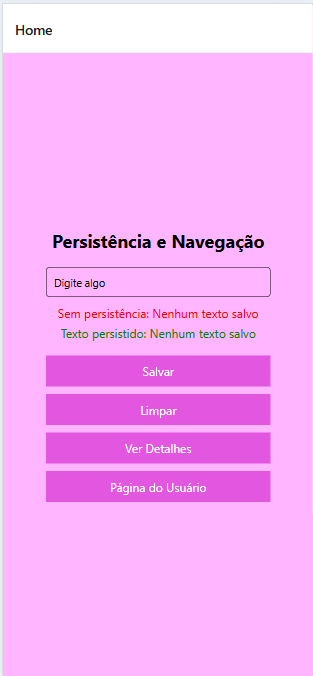 Home
Persistência e Navegação
Digite algo
Sem persistência: Nenhum texto salvo
Texto persistido: Nenhum texto salvo
Salvar
Limpar
Ver Detalhes
Página do Usuário